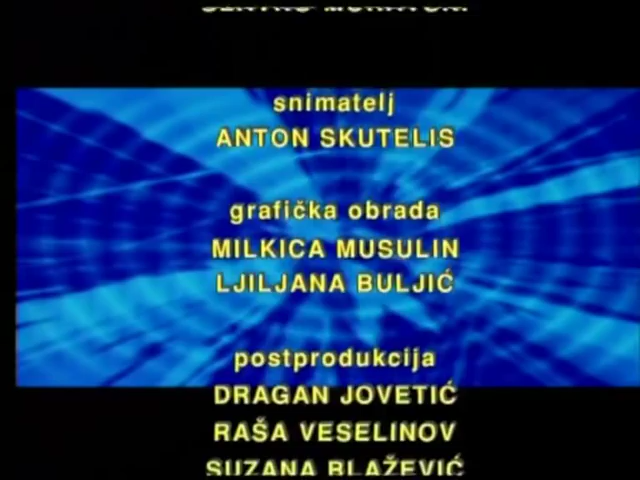 snimatelj
ANTON SKUTELIS
grafička obrada
MILKICA MUSULIN
LJILJANA BULJIĆ
postprodukcija
DRAGAN JOVETIĆ
RAŠA VESELINOV
SUZANA BLAŽEVIĆ